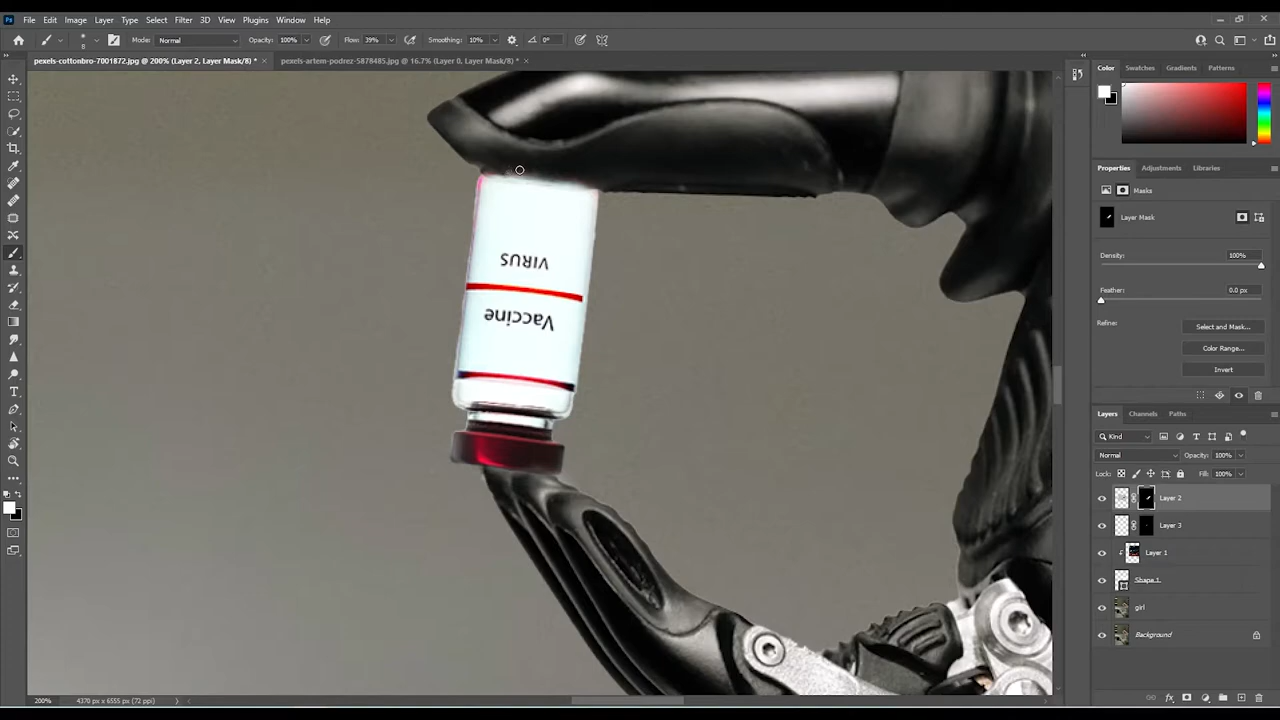 File Edit Image Layer Type Select Filter 3D View Plugins Window Help
Mode: Normal Opacity: 100% Flow: 39% Smoothing: 10% 0°
pexels-cottonbro-7001872.jpg @ 200% (Layer 2, Layer Mask/8) * × pexels-artem-podrez-5878485.jpg @ 16.7% (Layer 0, Layer Mask/8) * ×
Color Swatches Gradients Patterns
Properties Adjustments Libraries
Masks
Layer Mask
Density: 100%
Feather: 0.0 px
Refine: Select and Mask...
Color Range...
Invert
Layers Channels Paths
Kind
Normal Opacity: 100%
Lock: Fill: 100%
Layer 2
Layer 3
Layer 1
Shape 1
girl
Background
VIRUS
Vaccine
200% 4370 px x 6555 px (72 ppi)